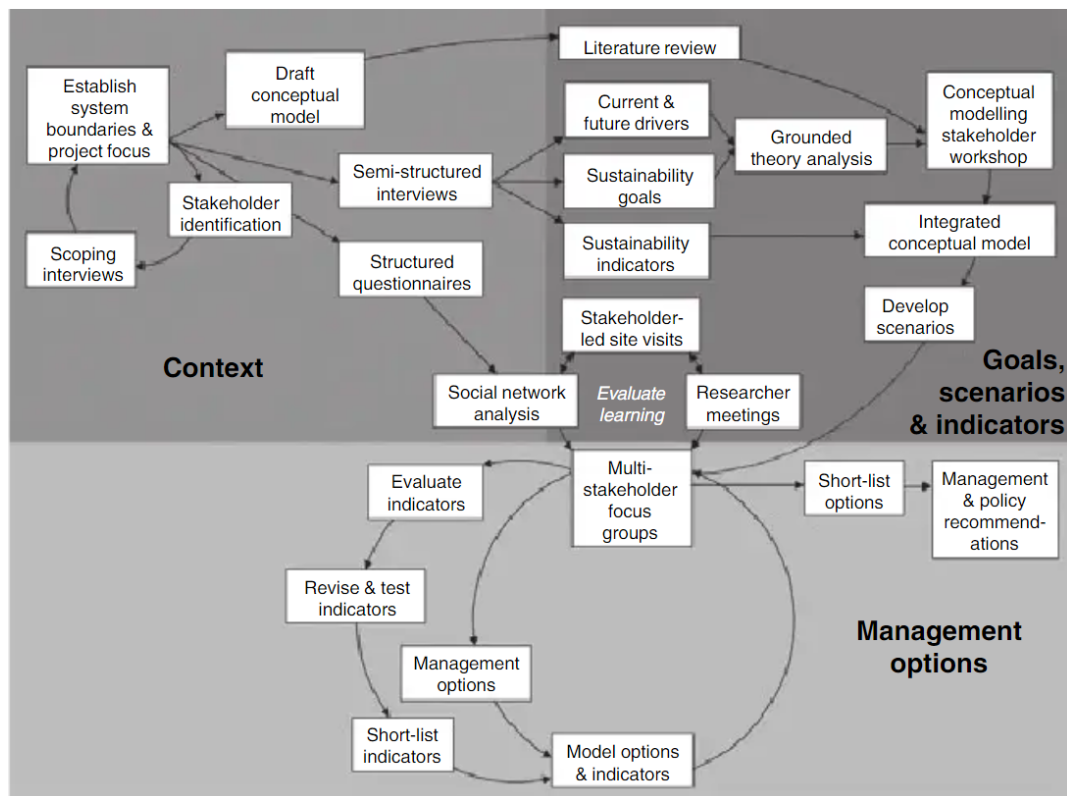 Establish
system
boundaries &
project focus
Draft
conceptual
model
Stakeholder
identification
Scoping
interviews
Semi-structured
interviews
Structured
questionnaires
Context
Social network
analysis
Literature review
Current &
future drivers
Sustainability
goals
Sustainability
indicators
Grounded
theory analysis
Conceptual
modelling
stakeholder
workshop
Integrated
conceptual model
Develop
scenarios
Stakeholder-
led site visits
Evaluate
learning
Researcher
meetings
Goals,
scenarios
& indicators
Multi-
stakeholder
focus
groups
Evaluate
indicators
Revise & test
indicators
Short-list
indicators
Management
options
Model options
& indicators
Short-list
options
Management
& policy
recommend-
ations
Management
options